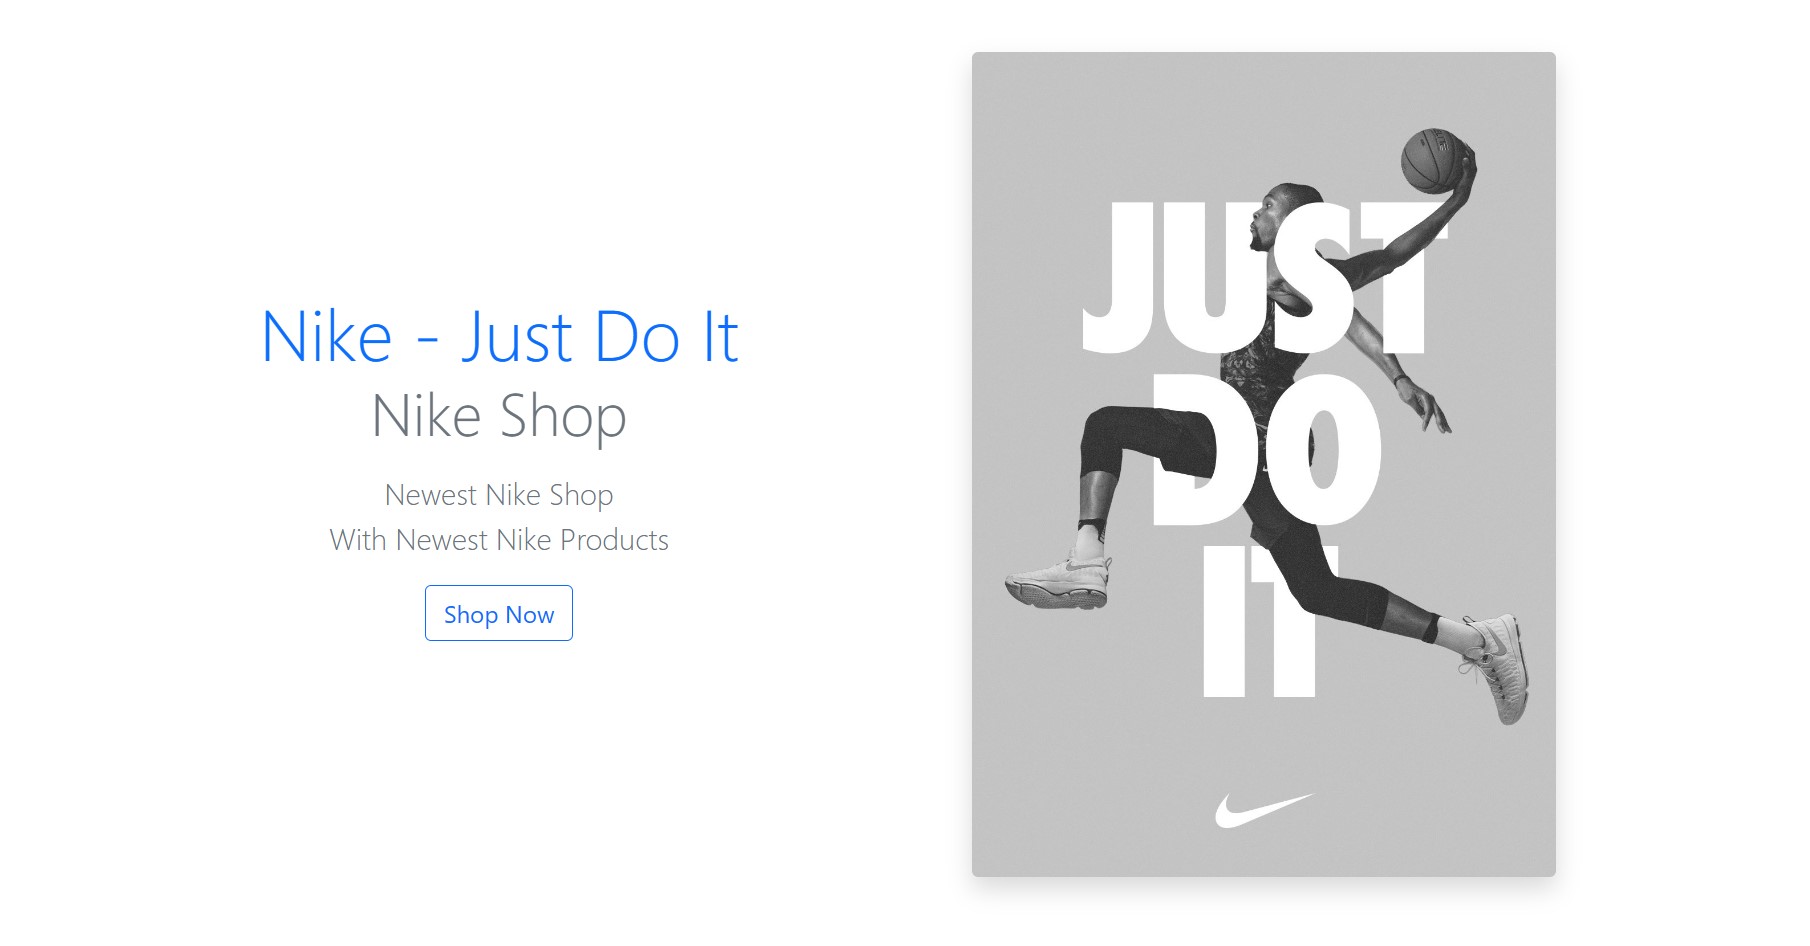 Nike - Just Do It
Nike Shop
Newest Nike Shop
With Newest Nike Products
Shop Now
JUST
DO
IT